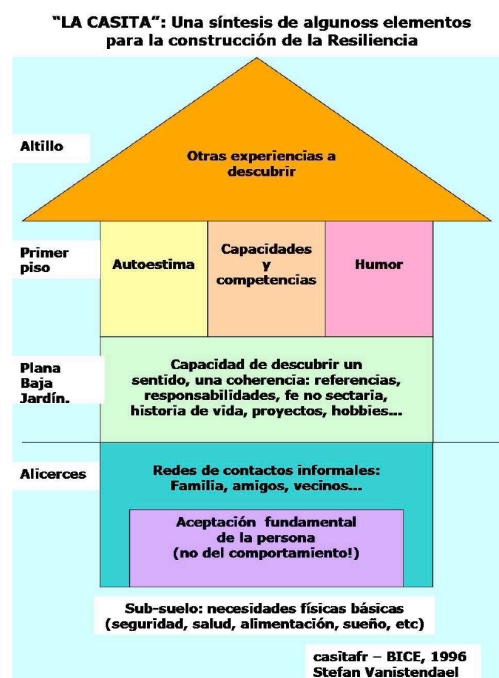 “LA CASITA”: Una síntesis de algunoss elementos
para la construcción de la Resiliencia
Altillo
Otras experiencias a
descubrir
Primer
piso
Autoestima
Capacidades
y
competencias
Humor
Plana
Baja
Jardín.
Capacidad de descubrir un
sentido, una coherencia: referencias,
responsabilidades, fe no sectaria,
historia de vida, proyectos, hobbies...
Alicerces
Redes de contactos informales:
Familia, amigos, vecinos...
Aceptación fundamental
de la persona
(no del comportamiento!)
Sub-suelo: necesidades físicas básicas
(seguridad, salud, alimentación, sueño, etc)
casitafr – BICE, 1996
Stefan Vanistendael